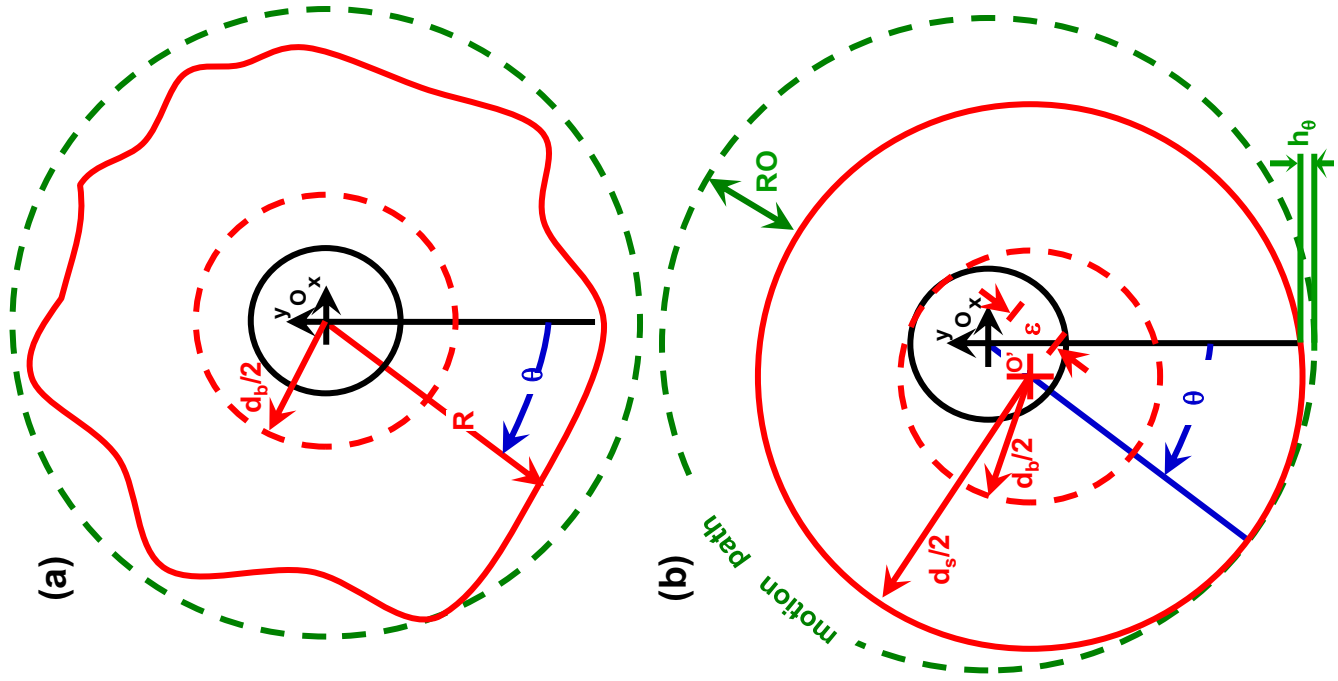 (a)
y
O
x
d_b/2
R
θ
(b)
RO
h_θ
y
O
x
ε
O'
d_b/2
d_s/2
θ
motion path